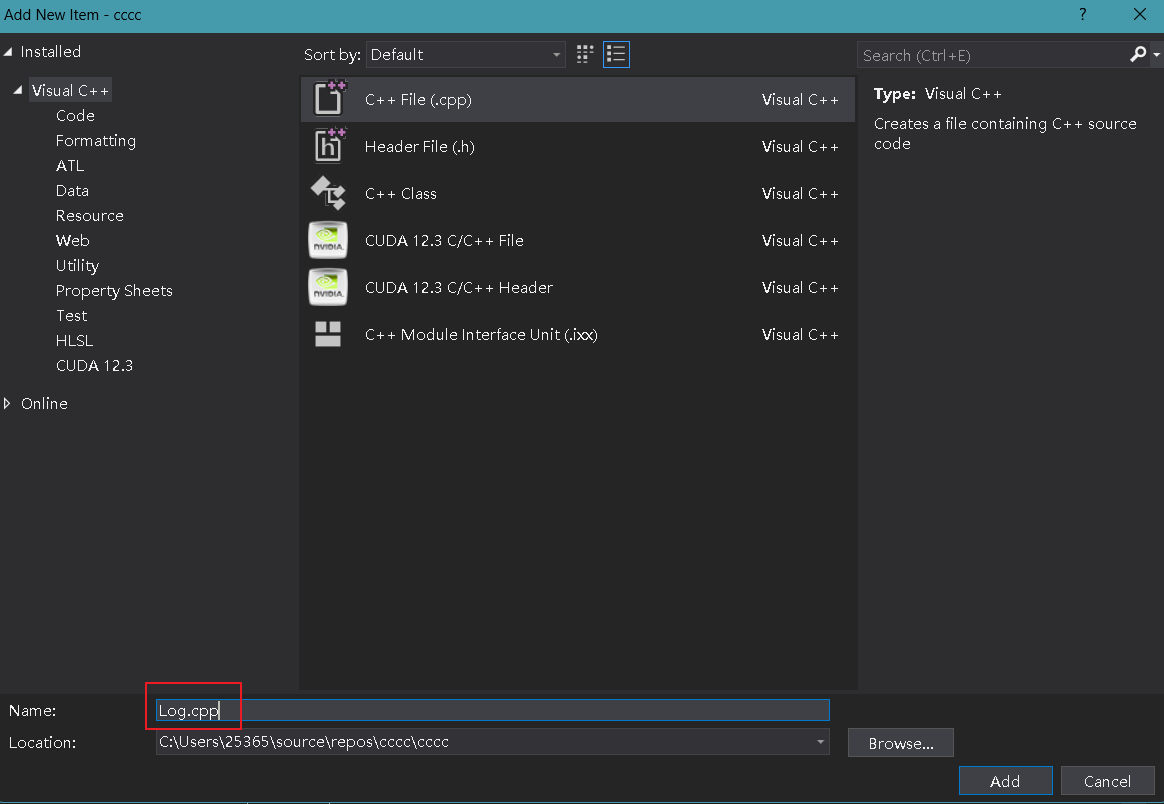 Add New Item - cccc
?
Installed
Sort by: Default
Search (Ctrl+E)
Visual C++
Code
Formatting
ATL
Data
Resource
Web
Utility
Property Sheets
Test
HLSL
CUDA 12.3
Online
C++ File (.cpp) Visual C++
Header File (.h) Visual C++
C++ Class Visual C++
NVIDIA. CUDA 12.3 C/C++ File Visual C++
NVIDIA. CUDA 12.3 C/C++ Header Visual C++
C++ Module Interface Unit (.ixx) Visual C++
Type: Visual C++
Creates a file containing C++ source
code
Name: Log.cpp
Location: C:\Users\25365\source\repos\cccc\cccc
Browse...
Add Cancel